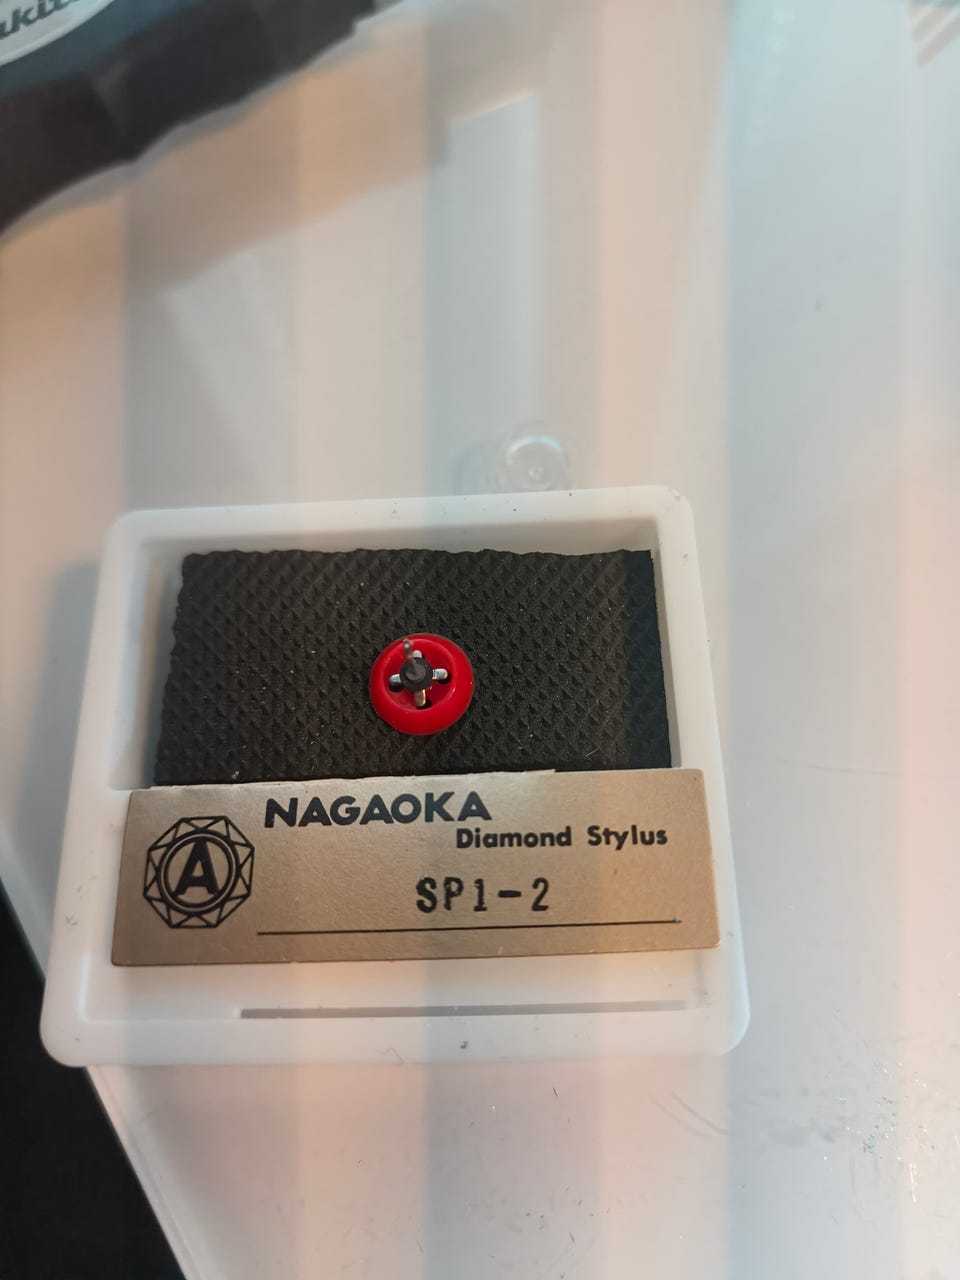 NAGAOKA
Diamond Stylus
A
SP1-2